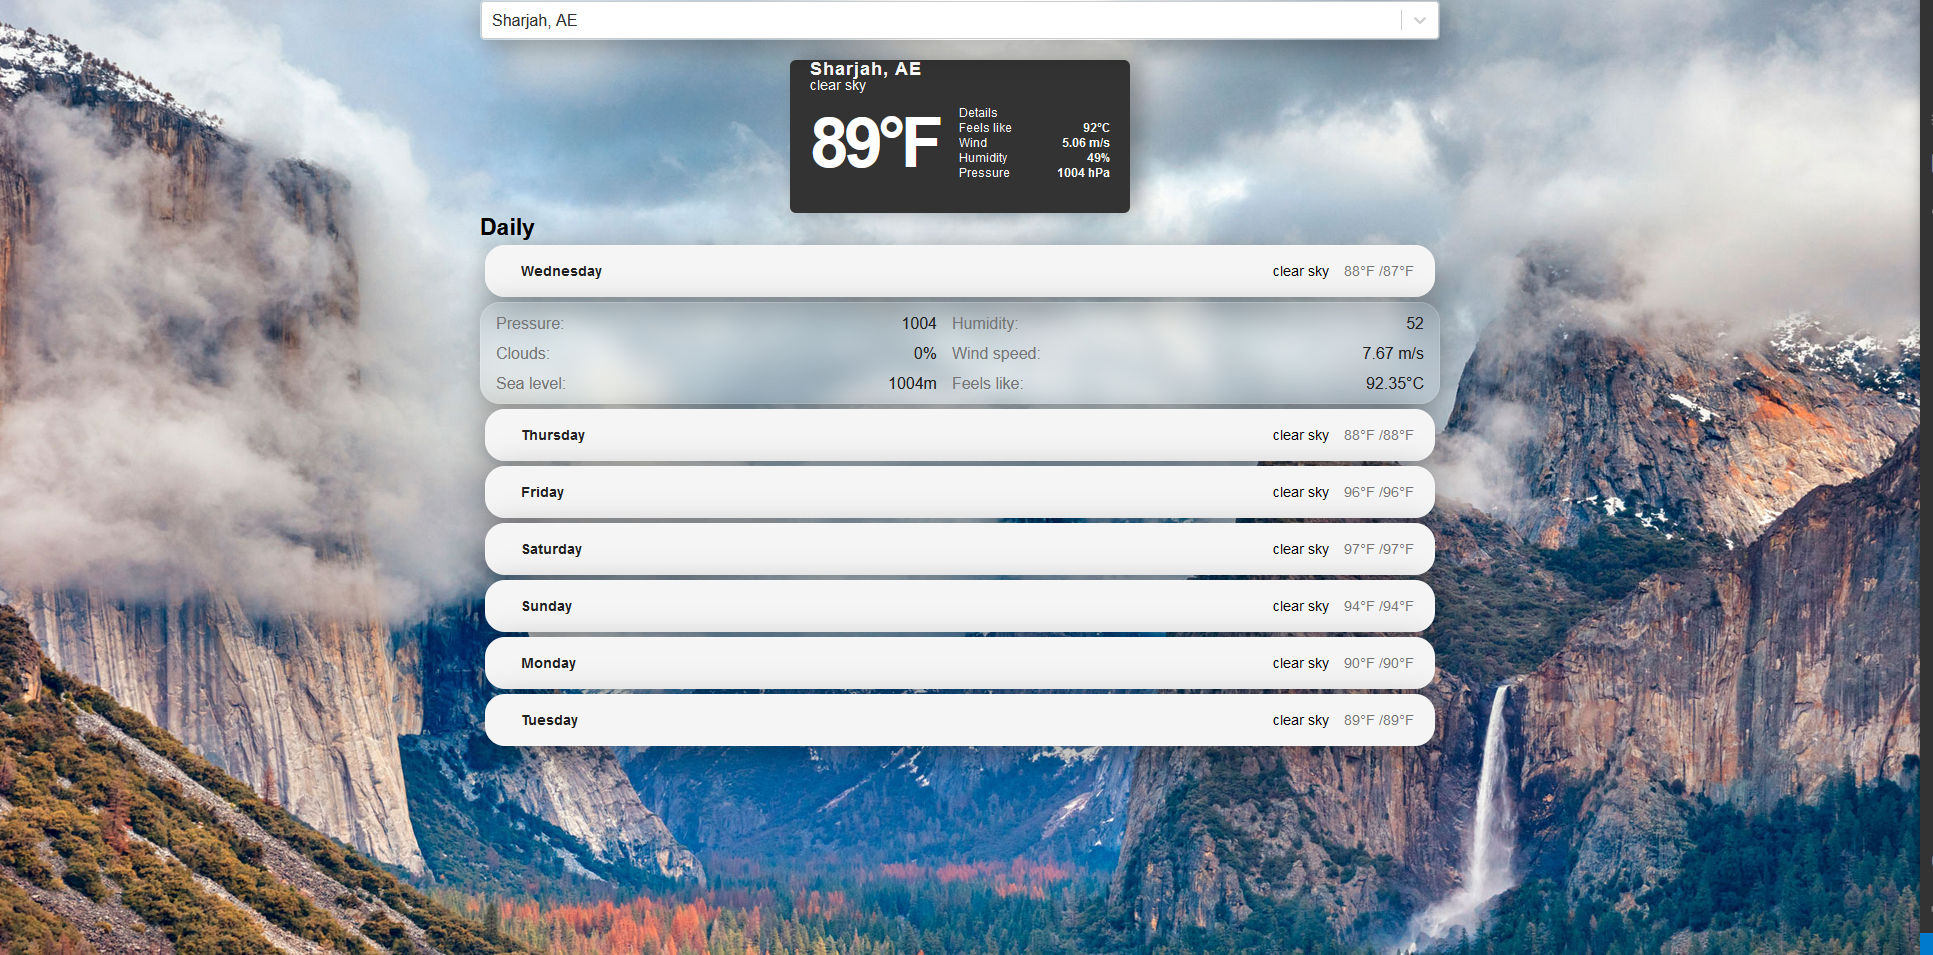 Sharjah, AE
Sharjah, AE
clear sky
89°F
Details
Feels like 92°C
Wind 5.06 m/s
Humidity 49%
Pressure 1004 hPa
Daily
Wednesday clear sky 88°F /87°F
Pressure: 1004 Humidity: 52
Clouds: 0% Wind speed: 7.67 m/s
Sea level: 1004m Feels like: 92.35°C
Thursday clear sky 88°F /88°F
Friday clear sky 96°F /96°F
Saturday clear sky 97°F /97°F
Sunday clear sky 94°F /94°F
Monday clear sky 90°F /90°F
Tuesday clear sky 89°F /89°F